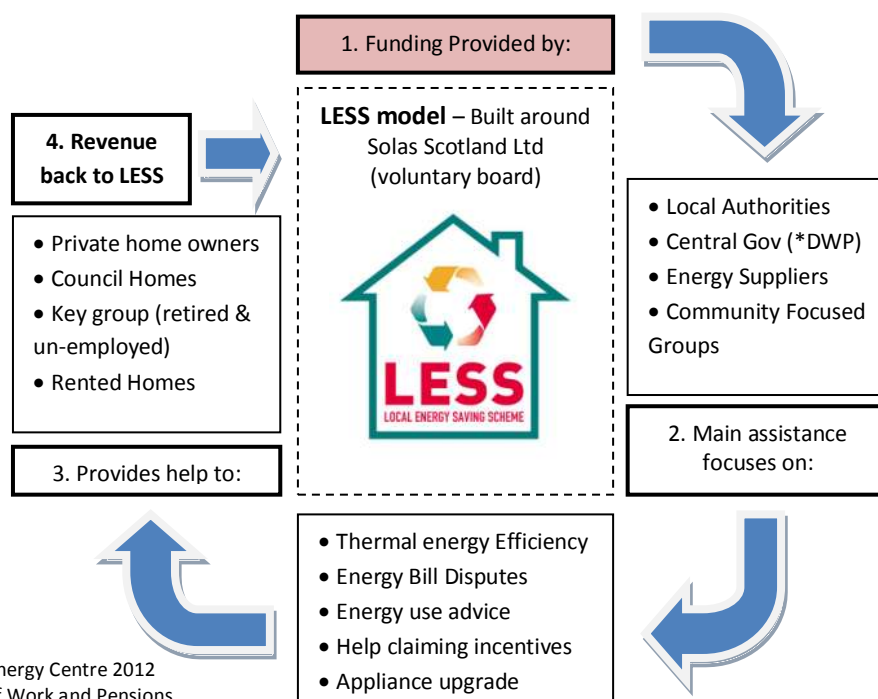 1. Funding Provided by:
LESS model – Built around
Solas Scotland Ltd
(voluntary board)
LESS
LOCAL ENERGY SAVING SCHEME
• Local Authorities
• Central Gov (*DWP)
• Energy Suppliers
• Community Focused
Groups
2. Main assistance
focuses on:
• Thermal energy Efficiency
• Energy Bill Disputes
• Energy use advice
• Help claiming incentives
• Appliance upgrade
3. Provides help to:
• Private home owners
• Council Homes
• Key group (retired &
un-employed)
• Rented Homes
4. Revenue
back to LESS
nergy Centre 2012
Work and Pensions